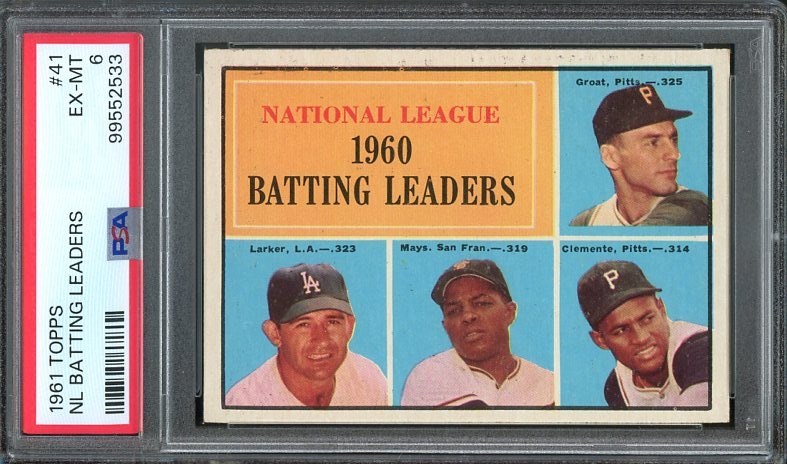 1961 TOPPS
NL BATTING LEADERS
#41
EX-MT
6
99552533
PSA
NATIONAL LEAGUE
1960
BATTING LEADERS
Groat, Pitts.—.325
P
Larker, L.A.—.323
LA
Mays. San Fran.—.319
Clemente, Pitts.—.314
P